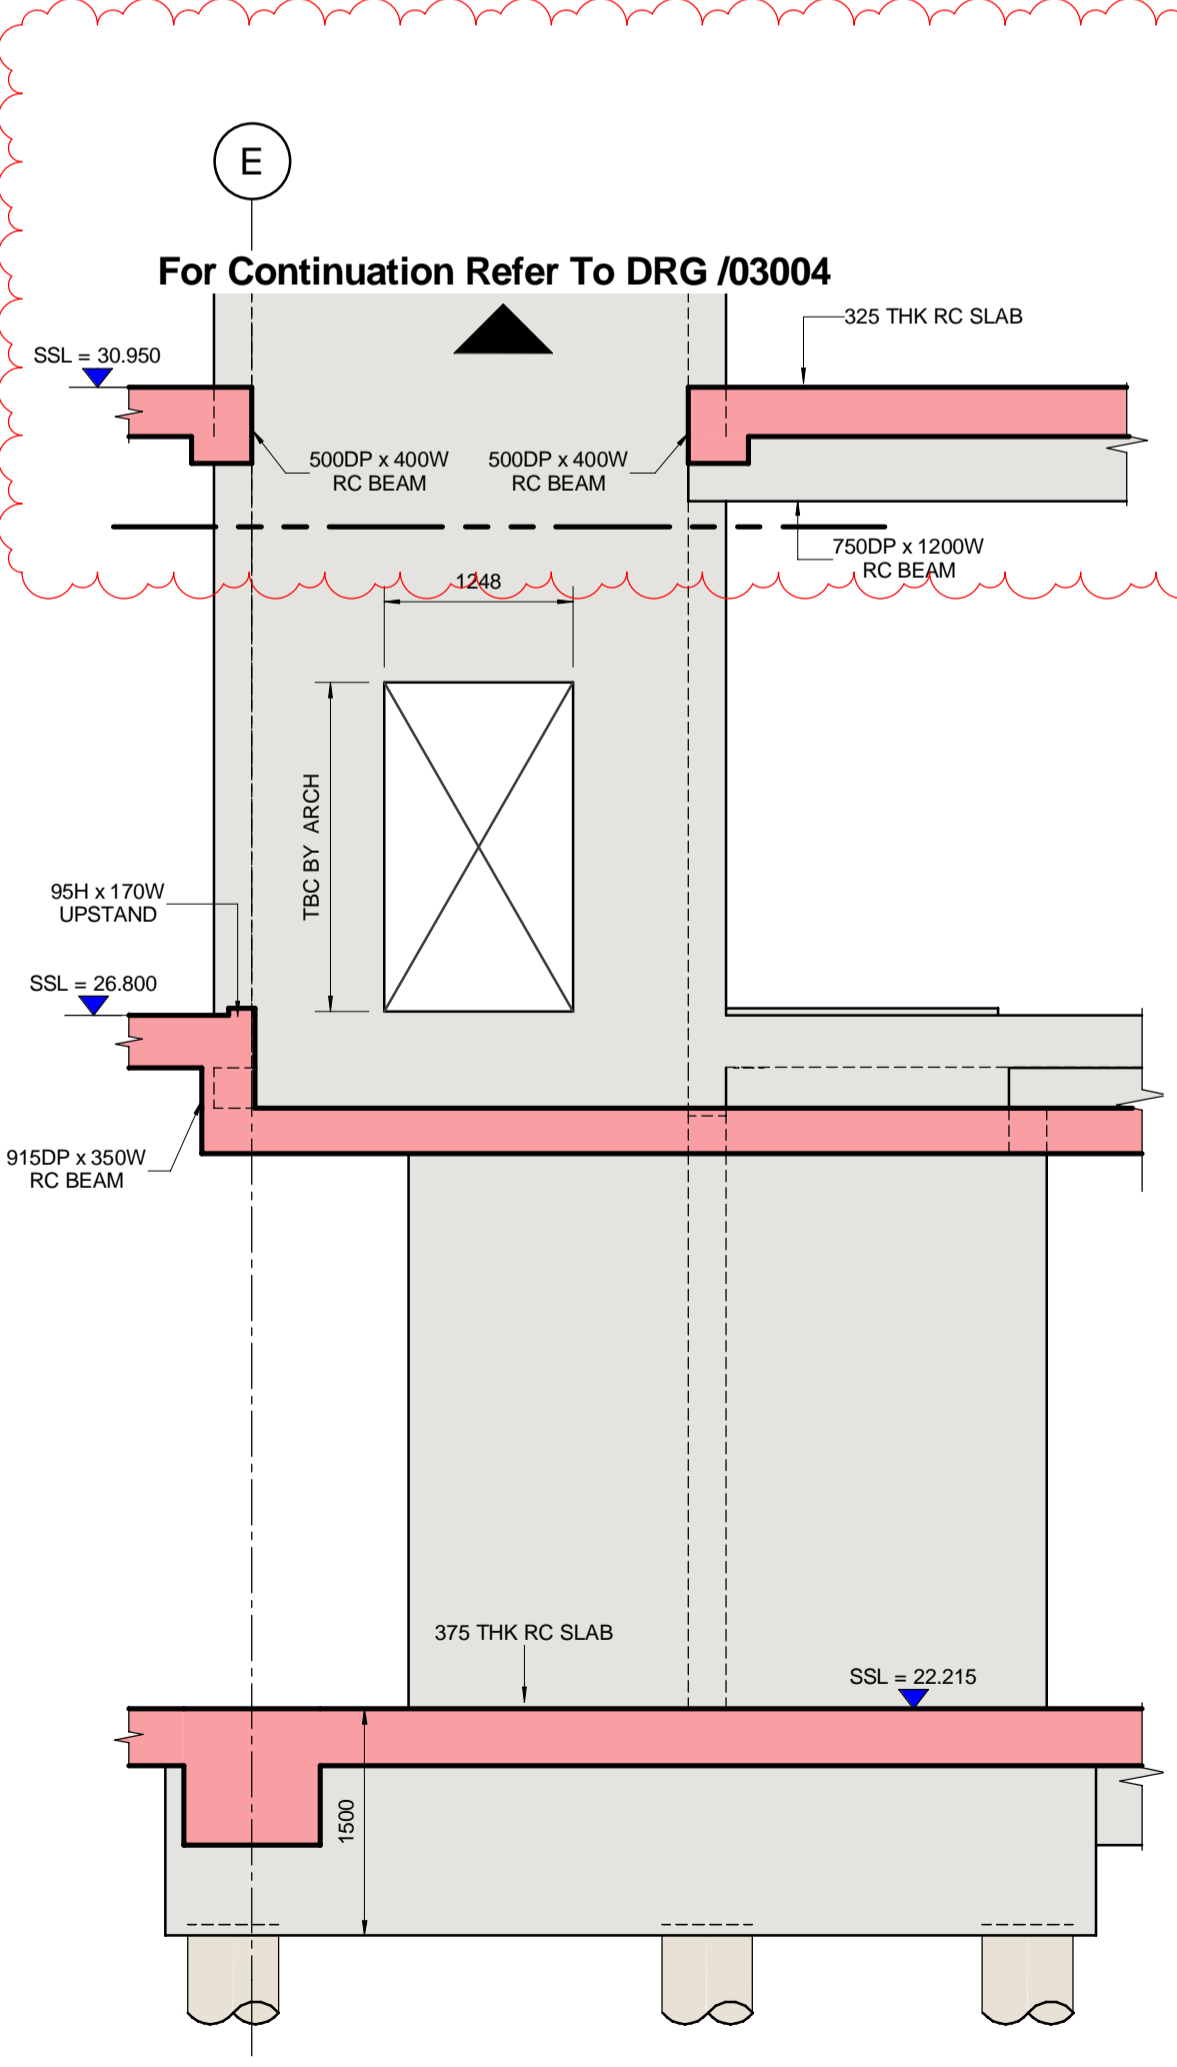 E
For Continuation Refer To DRG /03004
325 THK RC SLAB
SSL = 30.950
500DP x 400W
RC BEAM
500DP x 400W
RC BEAM
750DP x 1200W
RC BEAM
1248
TBC BY ARCH
95H x 170W
UPSTAND
SSL = 26.800
915DP x 350W
RC BEAM
375 THK RC SLAB
SSL = 22.215
1500